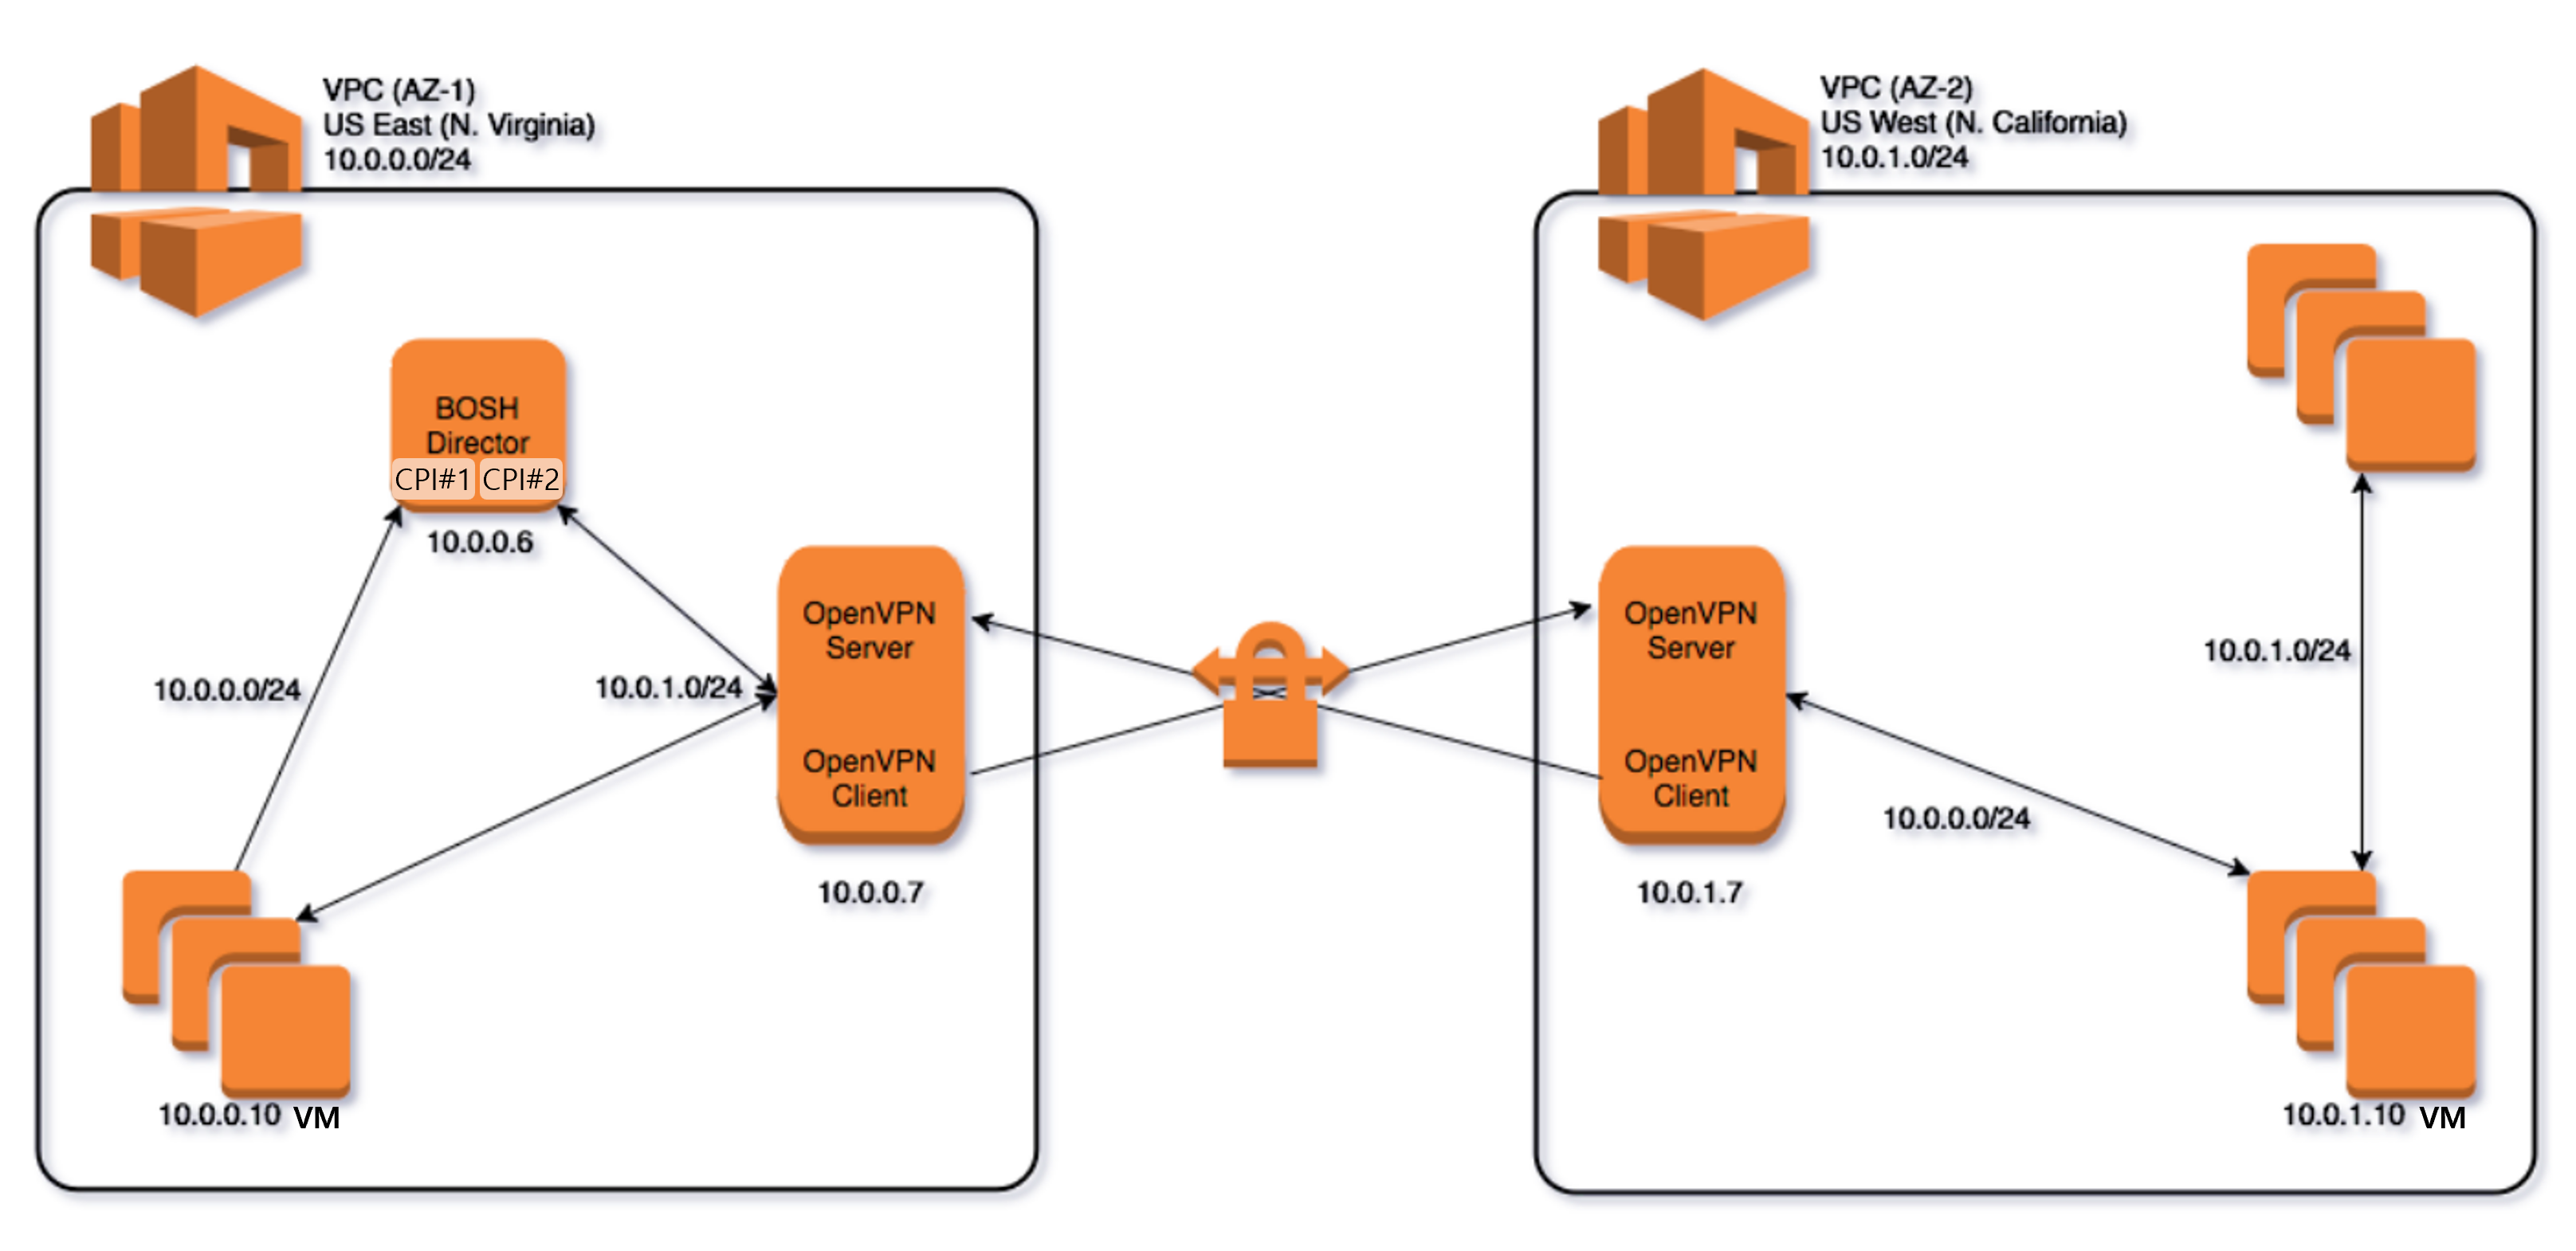 VPC (AZ-1)
US East (N. Virginia)
10.0.0.0/24
VPC (AZ-2)
US West (N. California)
10.0.1.0/24
BOSH
Director
CPI#1 CPI#2
10.0.0.6
10.0.0.0/24
10.0.1.0/24
OpenVPN
Server
OpenVPN
Client
10.0.0.7
10.0.0.10 VM
OpenVPN
Server
OpenVPN
Client
10.0.1.7
10.0.1.0/24
10.0.0.0/24
10.0.1.10 VM